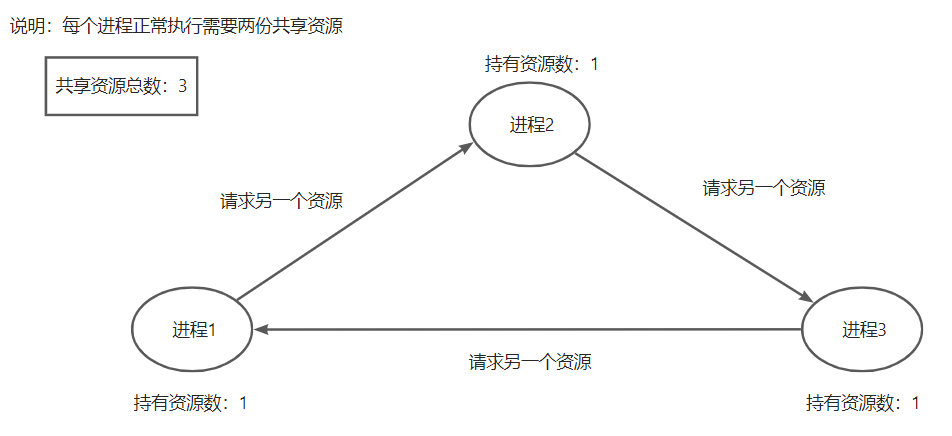 说明：每个进程正常执行需要两份共享资源
共享资源总数：3
持有资源数：1
进程2
请求另一个资源
请求另一个资源
进程1
进程3
请求另一个资源
持有资源数：1
持有资源数：1